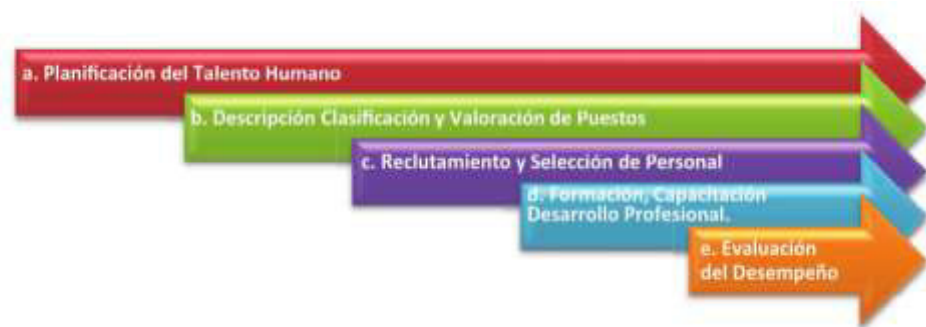 a. Planificación del Talento Humano
b. Descripción Clasificación y Valoración de Puestos
c. Reclutamiento y Selección de Personal
d. Formación, Capacitación
Desarrollo Profesional.
e. Evaluación
del Desempeño